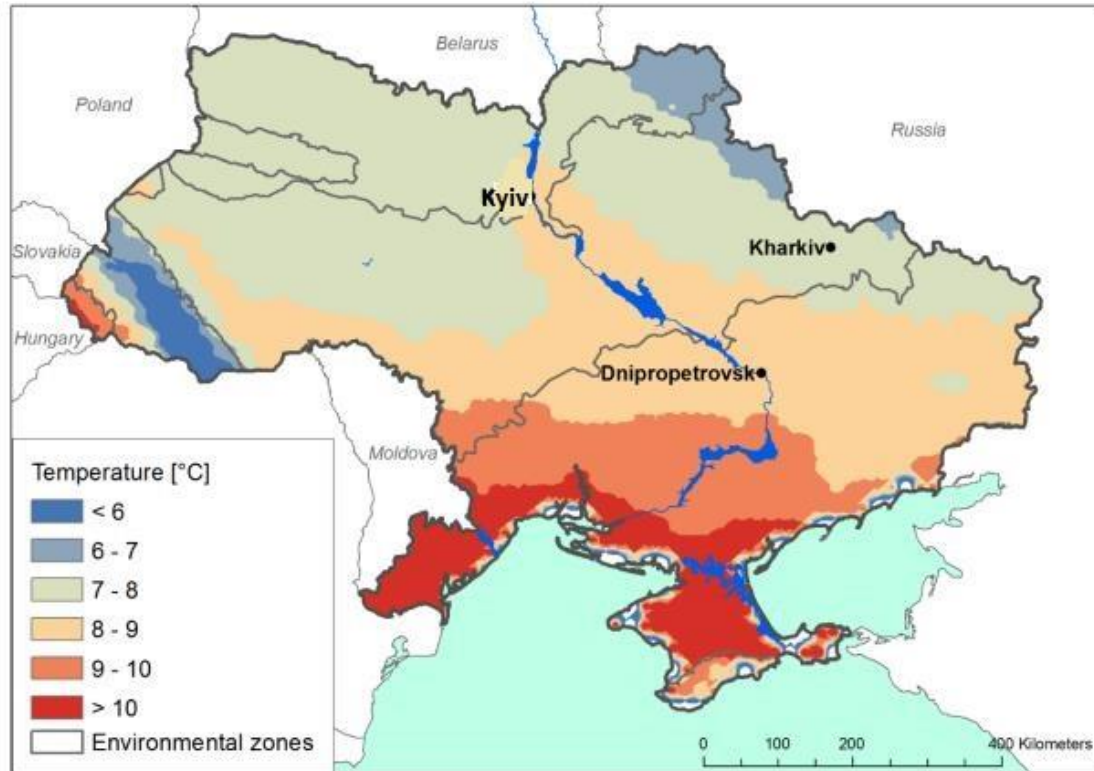 Belarus
Poland
Russia
Kyiv
Kharkiv
Slovakia
Hungary
Dnipropetrovsk
Moldova
Temperature [°C]
< 6
6 - 7
7 - 8
8 - 9
9 - 10
> 10
Environmental zones
0 100 200 400 Kilometers